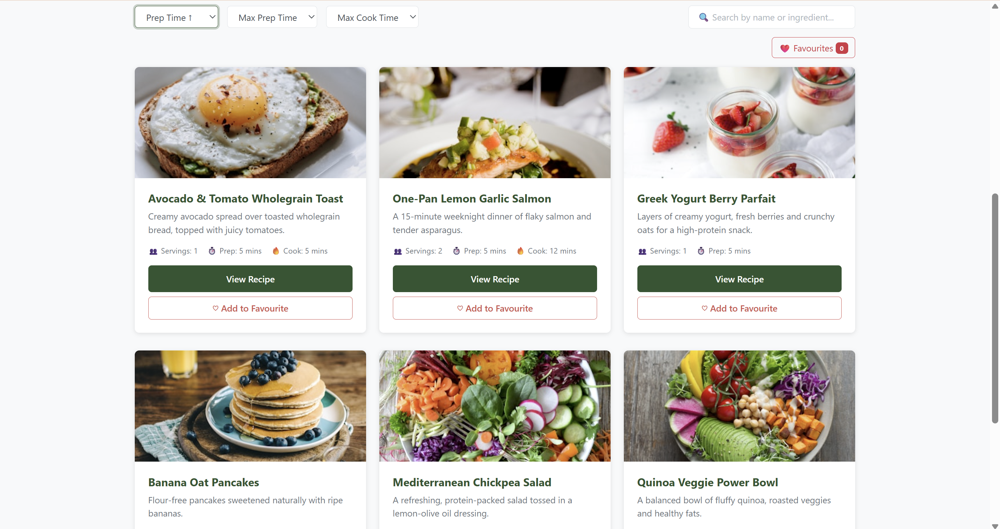 Prep Time ↑
Max Prep Time
Max Cook Time
🔍 Search by name or ingredient...
❤️ Favourites 0
Avocado & Tomato Wholegrain Toast
Creamy avocado spread over toasted wholegrain
bread, topped with juicy tomatoes.
👥 Servings: 1 ⏱️ Prep: 5 mins 🔥 Cook: 5 mins
View Recipe
♡ Add to Favourite
One-Pan Lemon Garlic Salmon
A 15-minute weeknight dinner of flaky salmon and
tender asparagus.
👥 Servings: 2 ⏱️ Prep: 5 mins 🔥 Cook: 12 mins
View Recipe
♡ Add to Favourite
Greek Yogurt Berry Parfait
Layers of creamy yogurt, fresh berries and crunchy
oats for a high-protein snack.
👥 Servings: 1 ⏱️ Prep: 5 mins
View Recipe
♡ Add to Favourite
Banana Oat Pancakes
Flour-free pancakes sweetened naturally with ripe
bananas.
Mediterranean Chickpea Salad
A refreshing, protein-packed salad tossed in a
lemon-olive oil dressing.
Quinoa Veggie Power Bowl
A balanced bowl of fluffy quinoa, roasted veggies
and healthy fats.